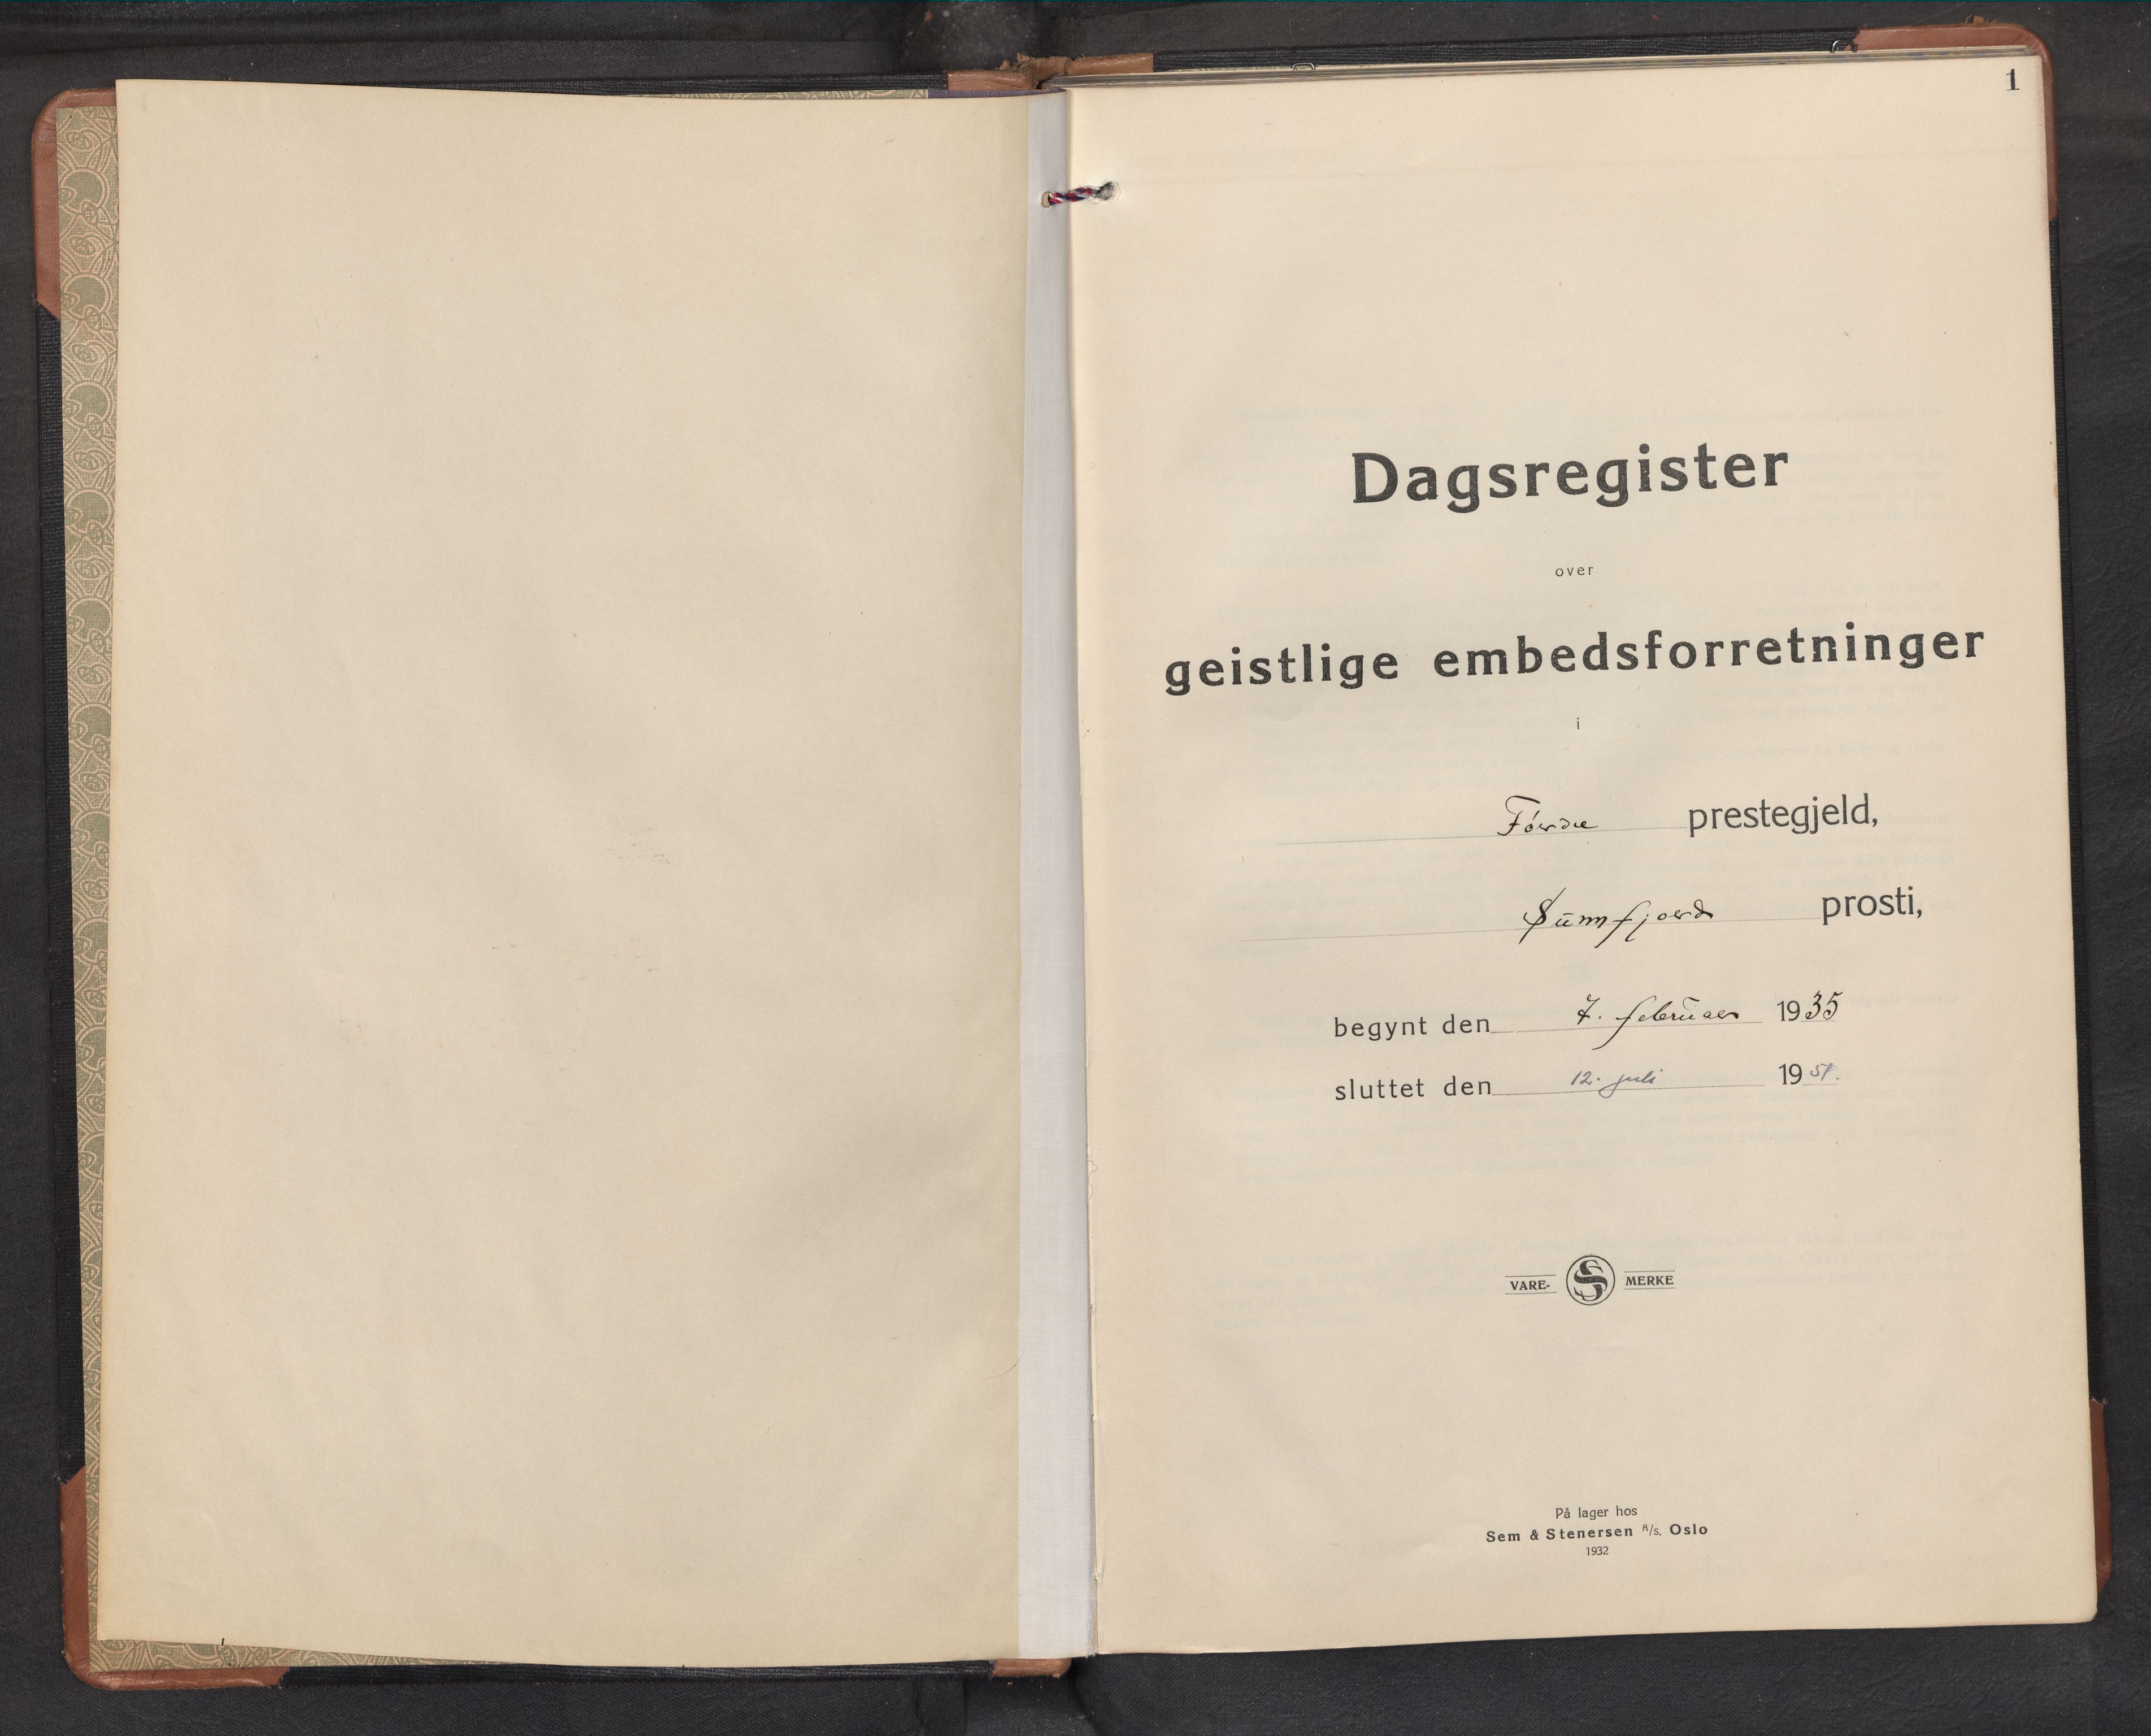 1
Dagsregister
over
geistlige embedsforretninger
i
Førde prestegjeld,
Sunnfjord prosti,
begynt den 7. februar 1935
sluttet den 12. juli 1951.
VARE- S MERKE
På lager hos
Sem & Stenersen A/s. Oslo
1932